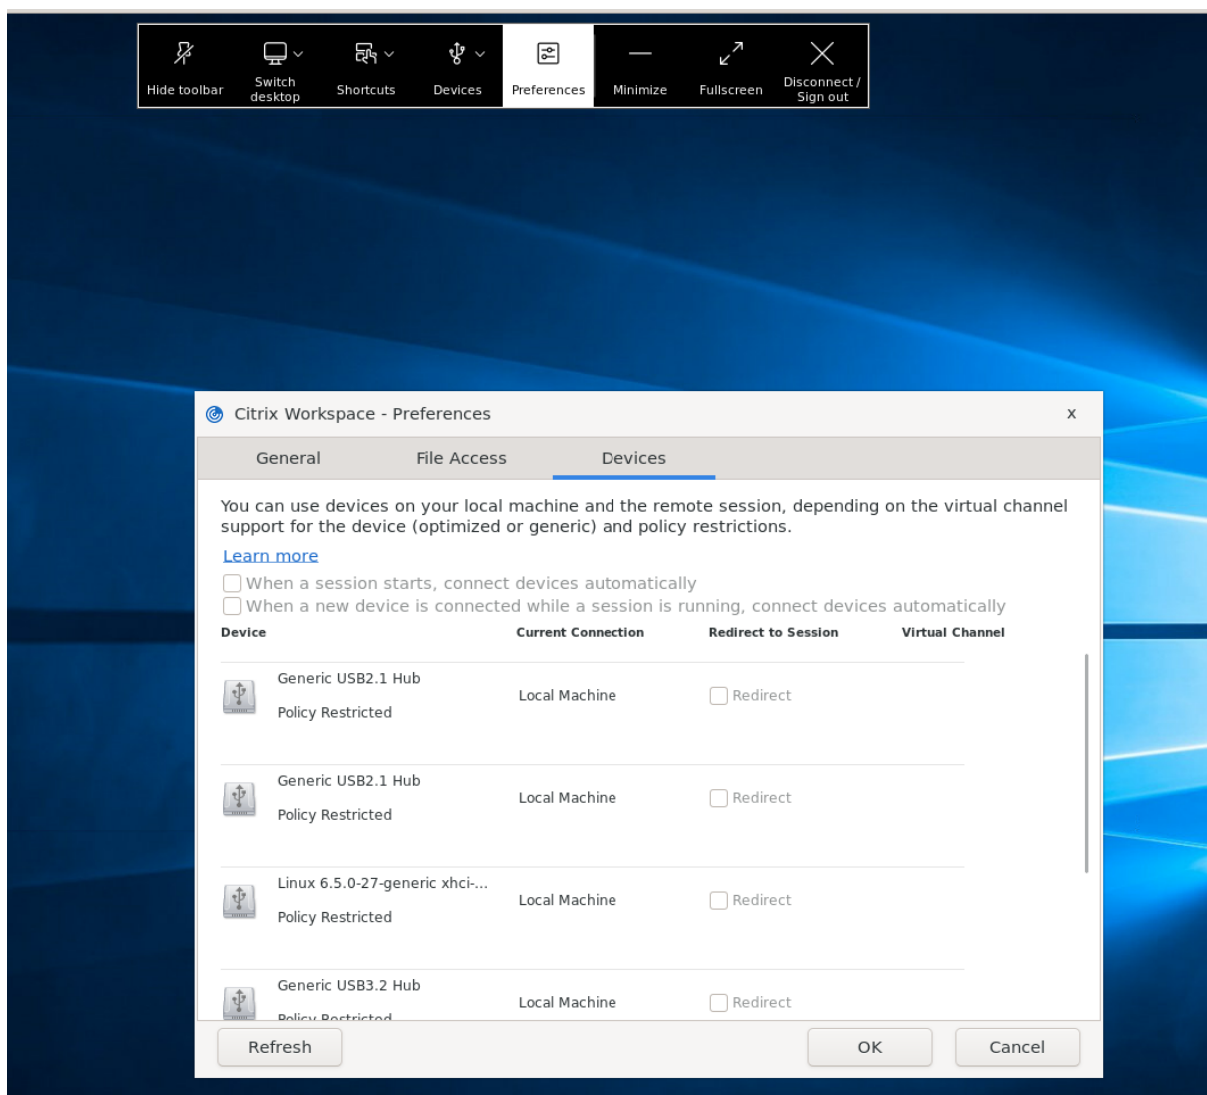 Hide toolbar
Switch desktop
Shortcuts
Devices
Preferences
Minimize
Fullscreen
Disconnect / Sign out
Citrix Workspace - Preferences
x
General
File Access
Devices
You can use devices on your local machine and the remote session, depending on the virtual channel
support for the device (optimized or generic) and policy restrictions.
Learn more
When a session starts, connect devices automatically
When a new device is connected while a session is running, connect devices automatically
Device Current Connection Redirect to Session Virtual Channel
Generic USB2.1 Hub
Local Machine Redirect
Policy Restricted
Generic USB2.1 Hub
Local Machine Redirect
Policy Restricted
Linux 6.5.0-27-generic xhci-...
Local Machine Redirect
Policy Restricted
Generic USB3.2 Hub
Local Machine Redirect
Policy Restricted
Refresh
OK
Cancel